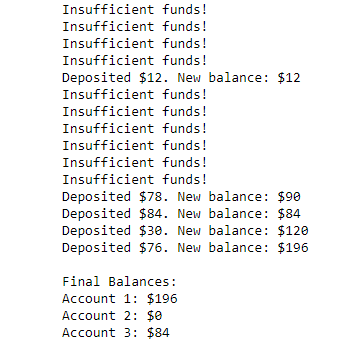 Insufficient funds!
Insufficient funds!
Insufficient funds!
Insufficient funds!
Deposited $12. New balance: $12
Insufficient funds!
Insufficient funds!
Insufficient funds!
Insufficient funds!
Insufficient funds!
Insufficient funds!
Deposited $78. New balance: $90
Deposited $84. New balance: $84
Deposited $30. New balance: $120
Deposited $76. New balance: $196
Final Balances:
Account 1: $196
Account 2: $0
Account 3: $84